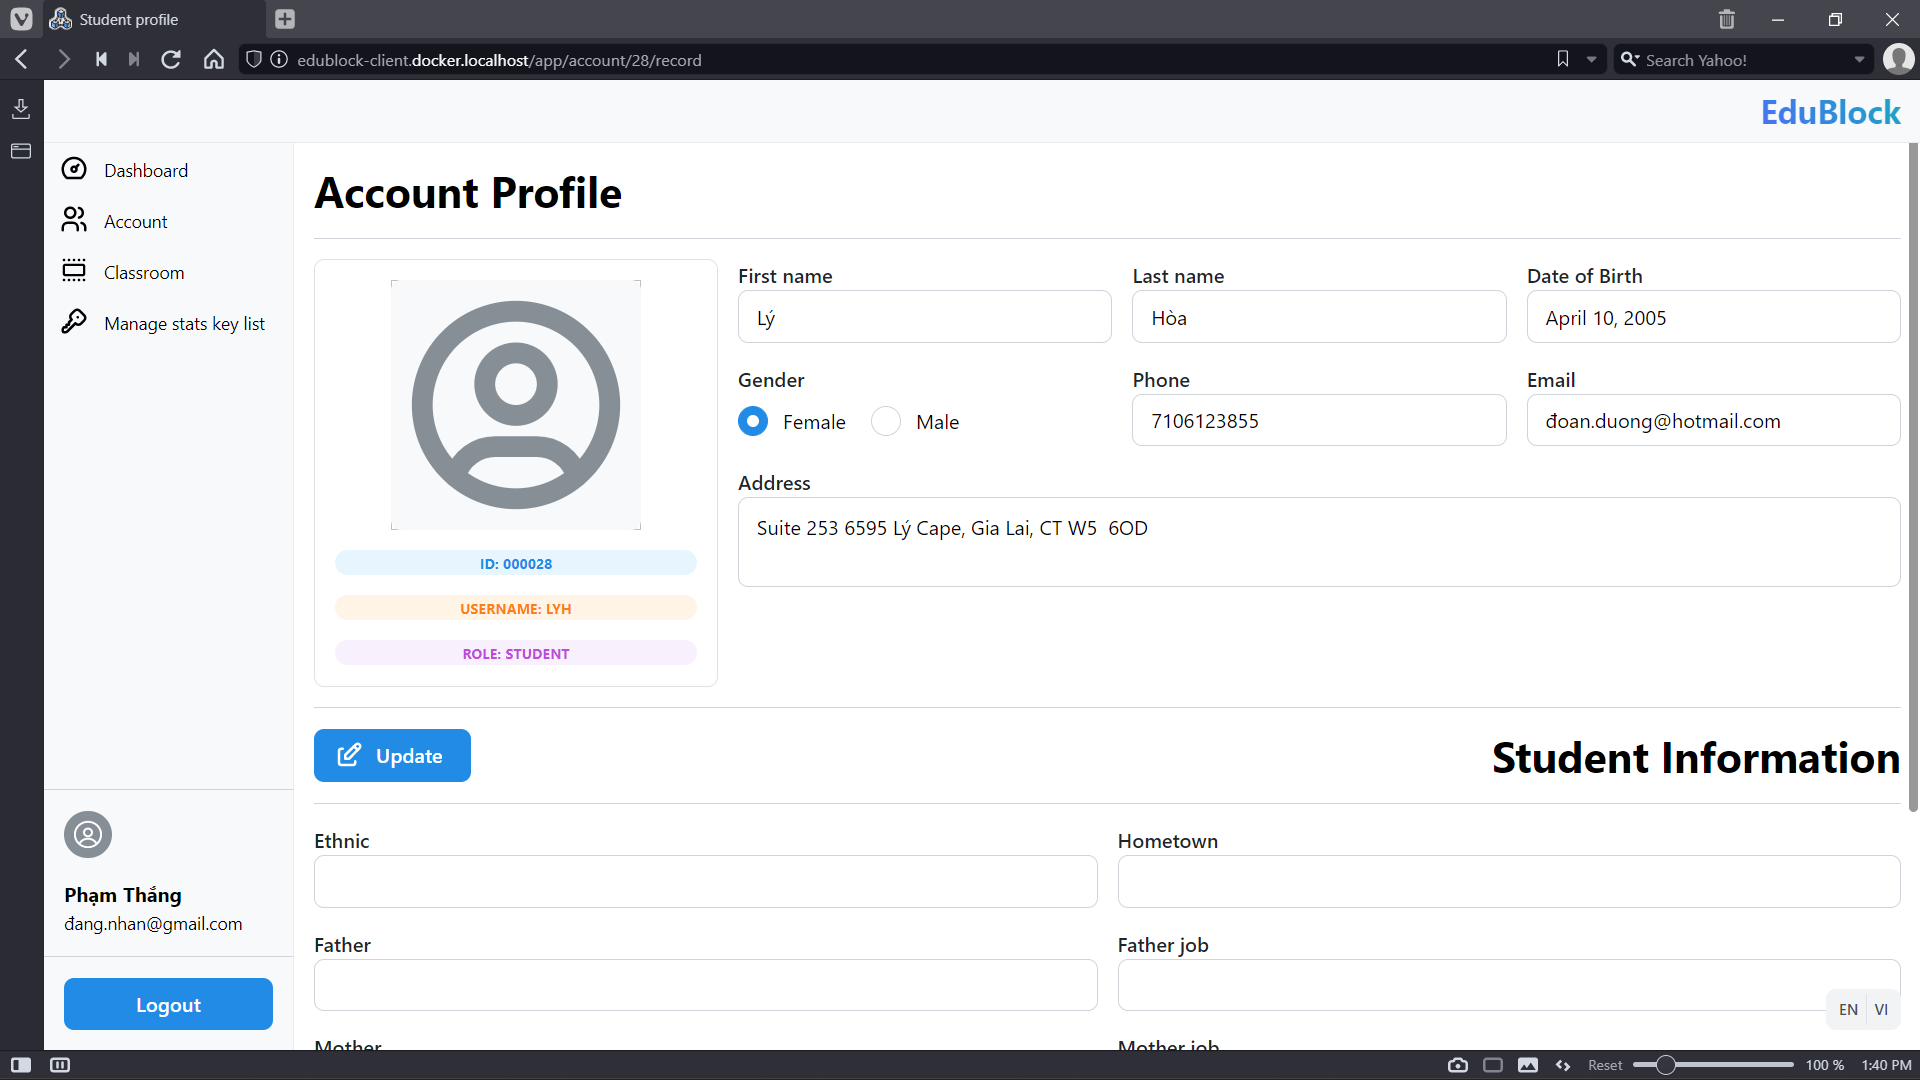 Student profile
edublock-client.docker.localhost/app/account/28/record
Search Yahoo!
EduBlock
Dashboard
Account
Classroom
Manage stats key list
Phạm Thắng
đang.nhan@gmail.com
Logout
Account Profile
ID: 000028
USERNAME: LYH
ROLE: STUDENT
First name
Lý
Last name
Hòa
Date of Birth
April 10, 2005
Gender
Female
Male
Phone
7106123855
Email
đoan.duong@hotmail.com
Address
Suite 253 6595 Lý Cape, Gia Lai, CT W5  6OD
Update
Student Information
Ethnic
Hometown
Father
Father job
Mother
Mother job
EN
VI
Reset
100 %
1:40 PM